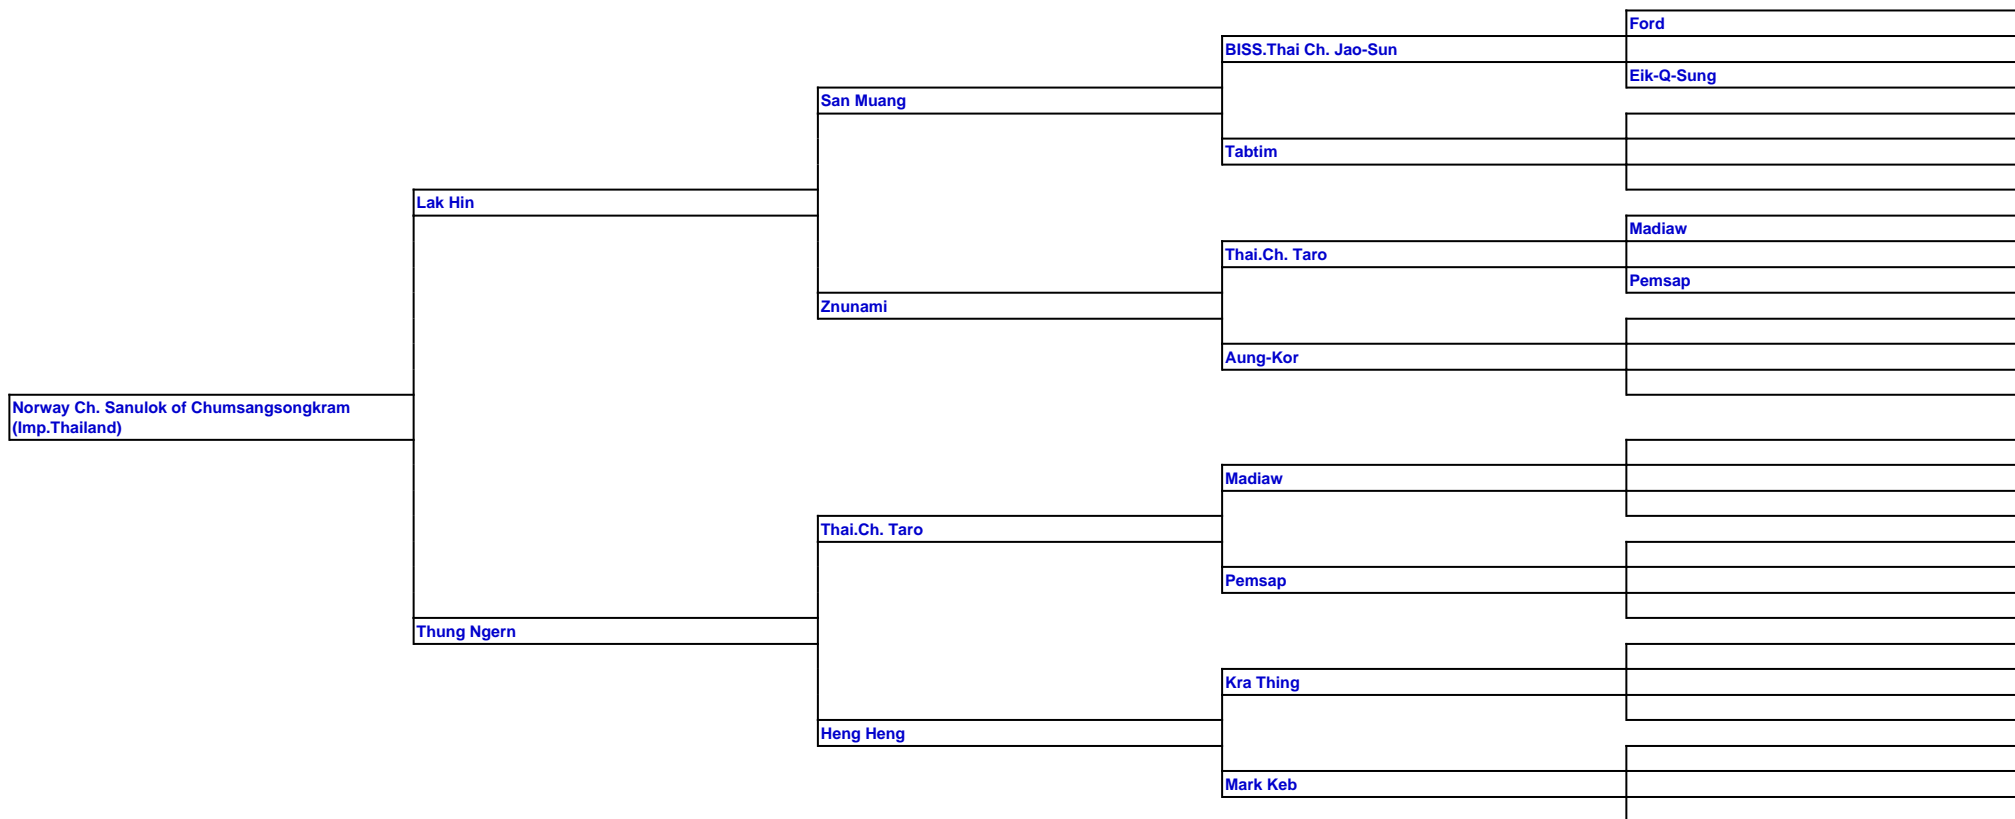 Ford
BISS.Thai Ch. Jao-Sun
Eik-Q-Sung
San Muang
Tabtim
Lak Hin
Madiaw
Thai.Ch. Taro
Pemsap
Znunami
Aung-Kor
Norway Ch. Sanulok of Chumsangsongkram
(Imp.Thailand)
Madiaw
Thai.Ch. Taro
Pemsap
Thung Ngern
Kra Thing
Heng Heng
Mark Keb